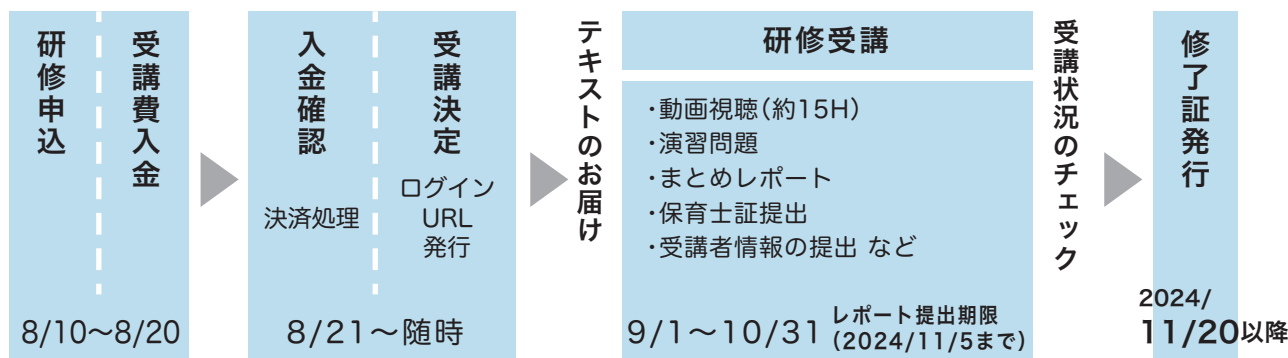 研修申込
受講費入金
8/10～8/20
入金確認
決済処理
受講決定
ログイン
URL
発行
8/21～随時
テキストのお届け
研修受講
・動画視聴（約15H）
・演習問題
・まとめレポート
・保育士証提出
・受講者情報の提出 など
9/1～10/31
レポート提出期限
（2024/11/5まで）
受講状況のチェック
修了証発行
2024/
11/20以降